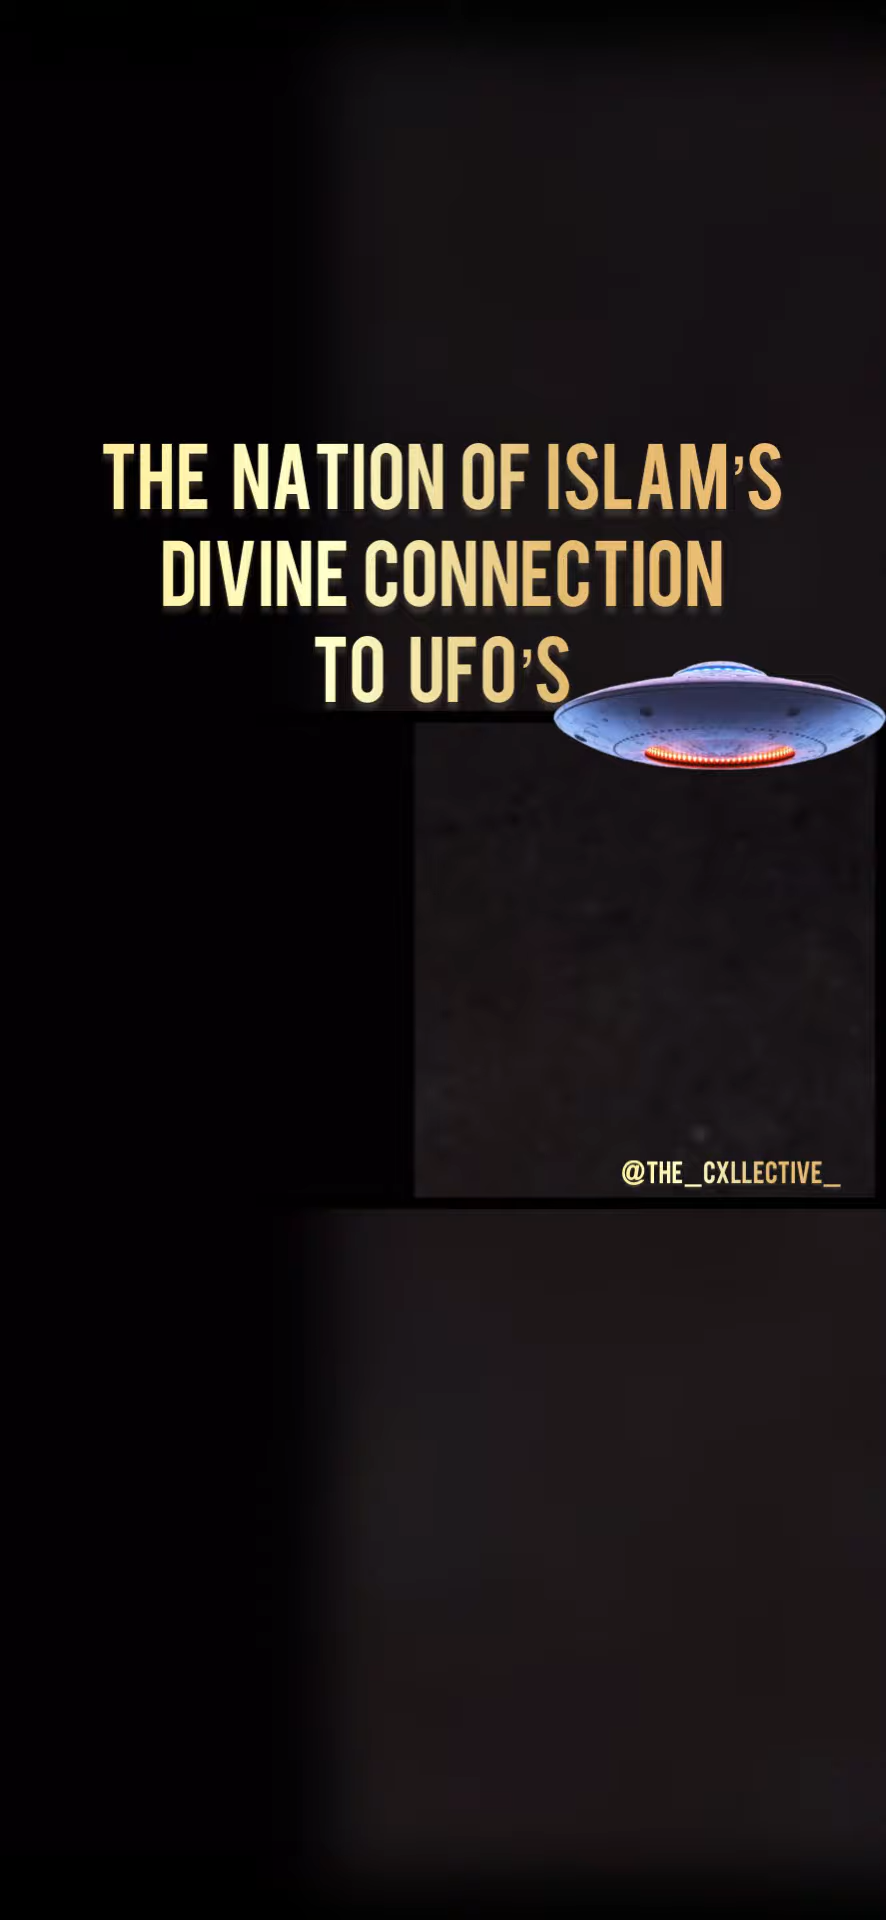 THE NATION OF ISLAM'S
DIVINE CONNECTION
TO UFO'S
@THE_CXLLECTIVE_